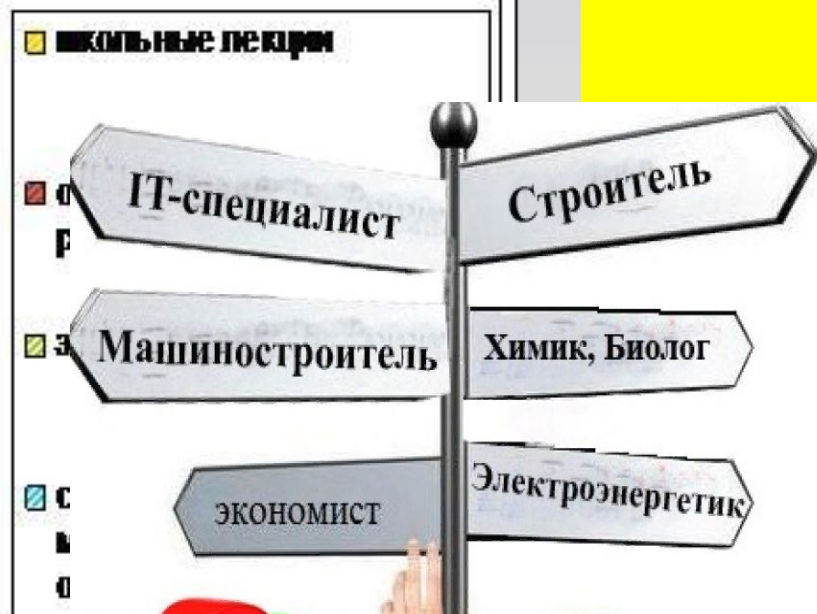 школьные лекции
IT-специалист
Строитель
Машиностроитель
Химик, Биолог
экономист
Электроэнергетик